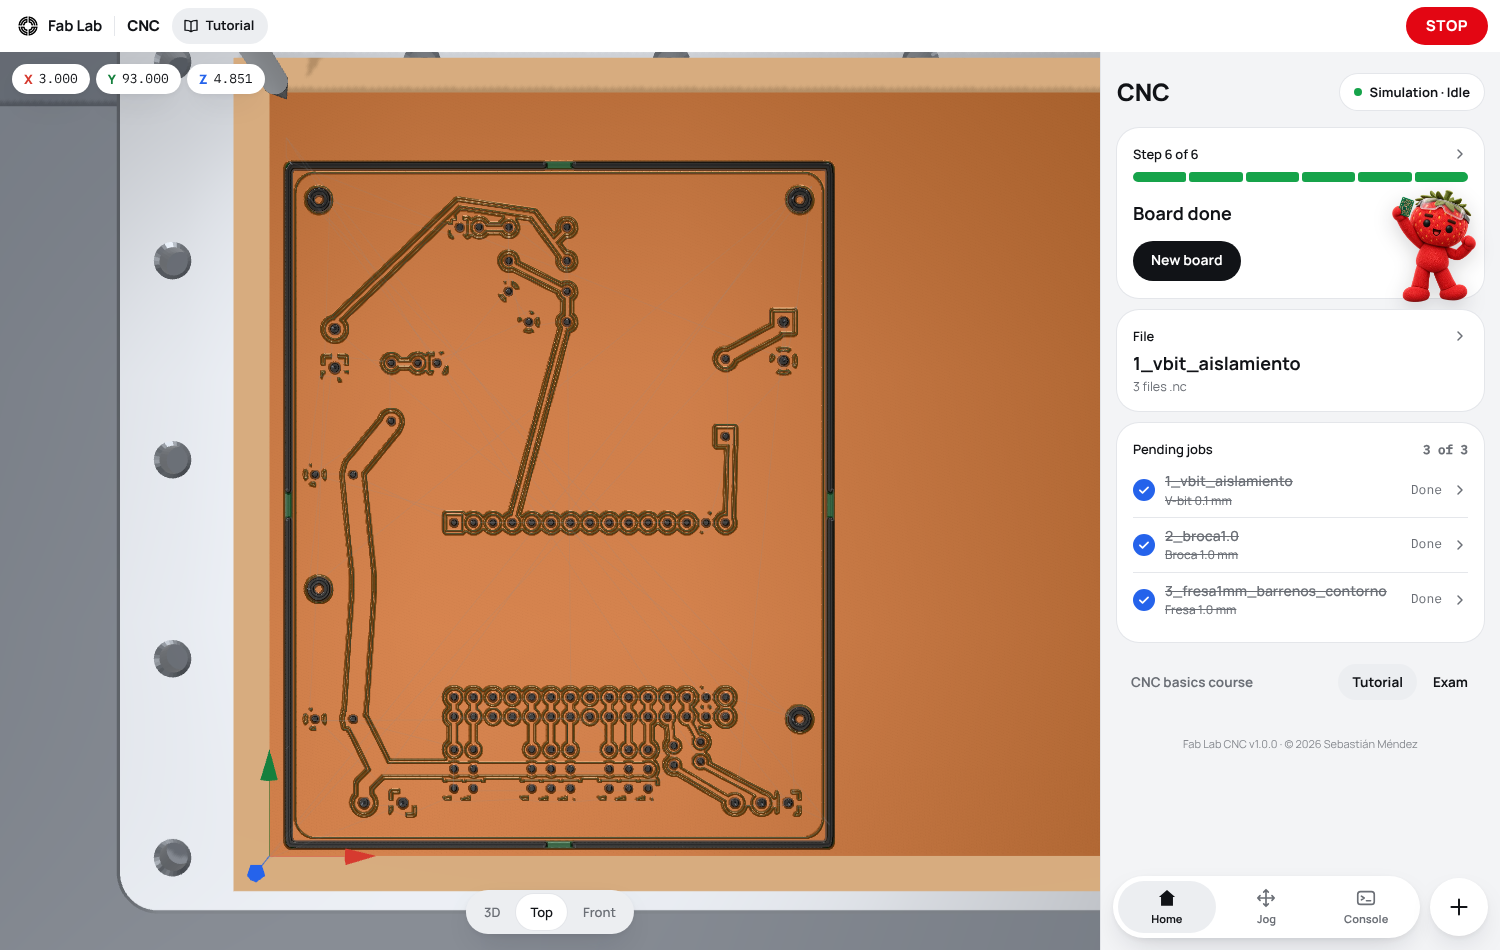 Fab Lab
CNC
Tutorial
STOP
X 3.000
Y 93.000
Z 4.851
CNC
Simulation · Idle
Step 6 of 6
Board done
New board
File
1_vbit_aislamiento
3 files .nc
Pending jobs
3 of 3
1_vbit_aislamiento
V-bit 0.1 mm
Done
2_broca1.0
Broca 1.0 mm
Done
3_fresa1mm_barrenos_contorno
Fresa 1.0 mm
Done
CNC basics course
Tutorial
Exam
Fab Lab CNC v1.0.0 · © 2026 Sebastián Méndez
3D
Top
Front
Home
Jog
Console